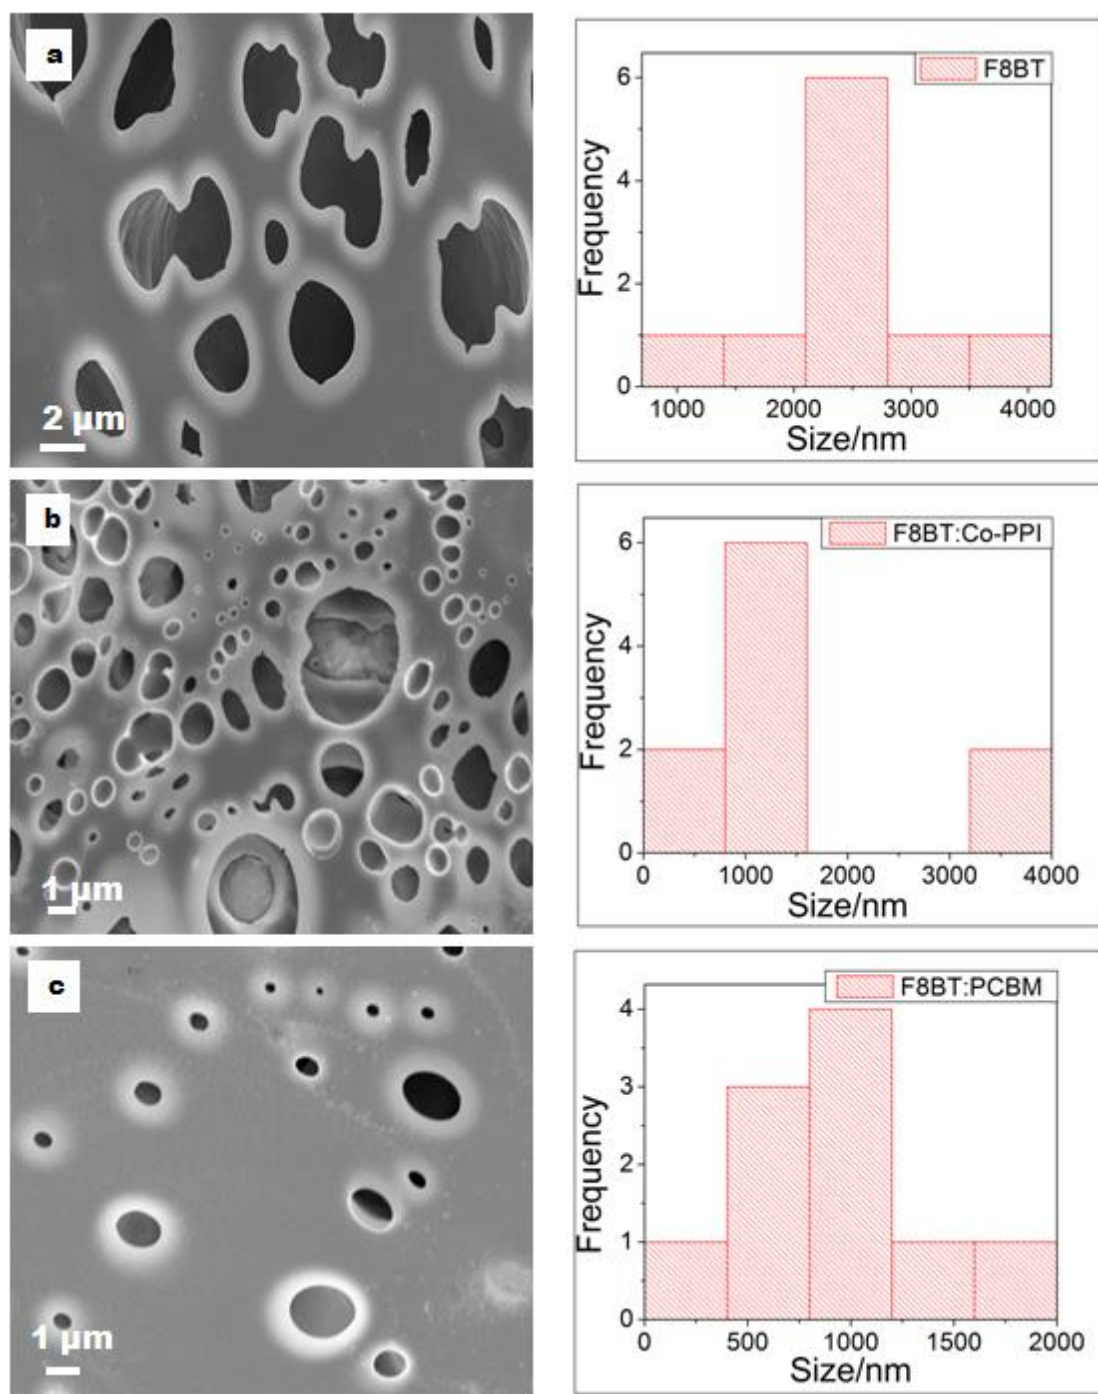 a
F8BT
6
4
2
0
Frequency
1000 2000 3000 4000
Size/nm
2 µm
b
F8BT:Co-PPI
6
4
2
0
Frequency
0 1000 2000 3000 4000
Size/nm
1 µm
c
F8BT:PCBM
4
3
2
1
0
Frequency
0 500 1000 1500 2000
Size/nm
1 µm